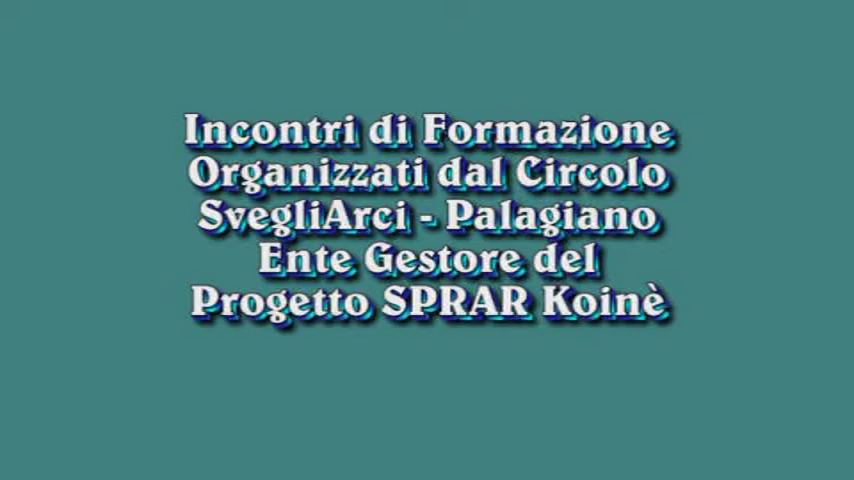 Incontri di Formazione
Organizzati dal Circolo
SvegliArci - Palagiano
Ente Gestore del
Progetto SPRAR Koinè